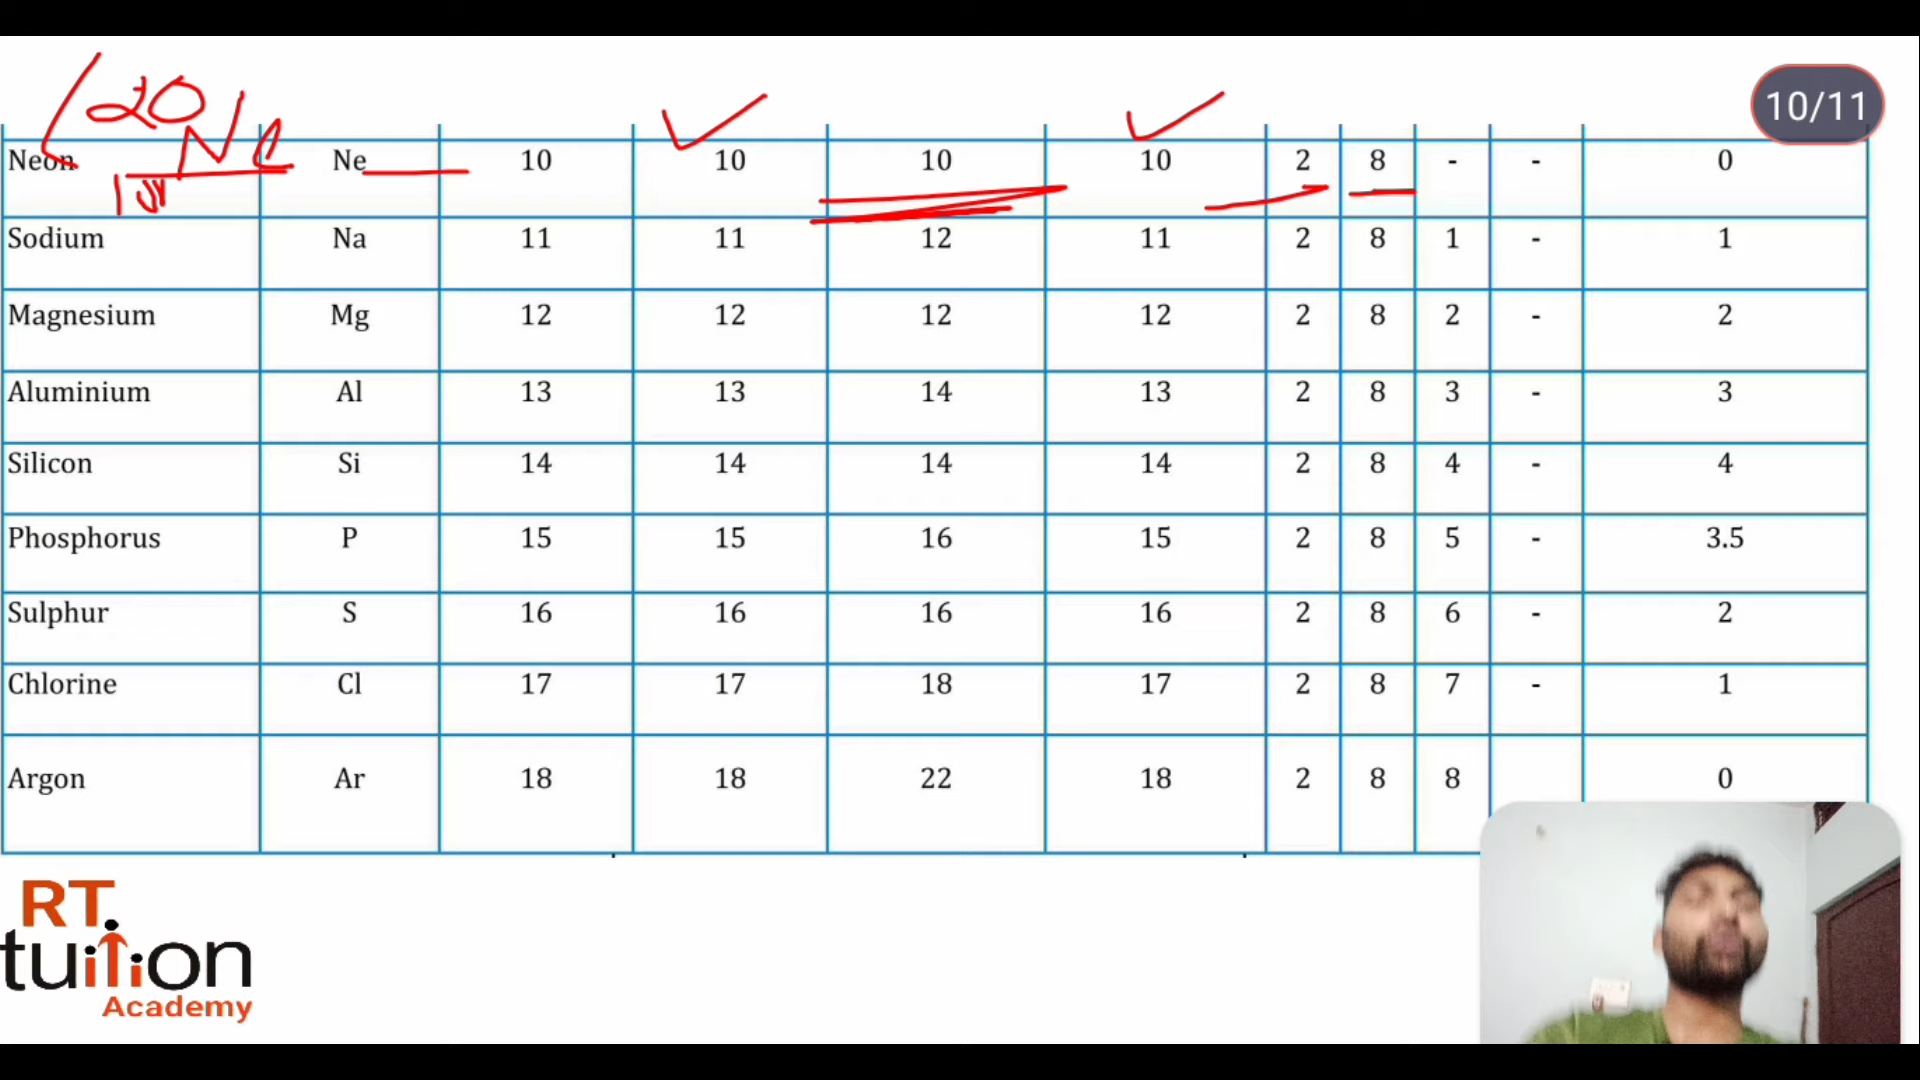 10/11
20
Ne
10
Neon Ne 10 10 10 10 2 8 - - 0
Sodium Na 11 11 12 11 2 8 1 - 1
Magnesium Mg 12 12 12 12 2 8 2 - 2
Aluminium Al 13 13 14 13 2 8 3 - 3
Silicon Si 14 14 14 14 2 8 4 - 4
Phosphorus P 15 15 16 15 2 8 5 - 3.5
Sulphur S 16 16 16 16 2 8 6 - 2
Chlorine Cl 17 17 18 17 2 8 7 - 1
Argon Ar 18 18 22 18 2 8 8 0
RT
tuition
Academy